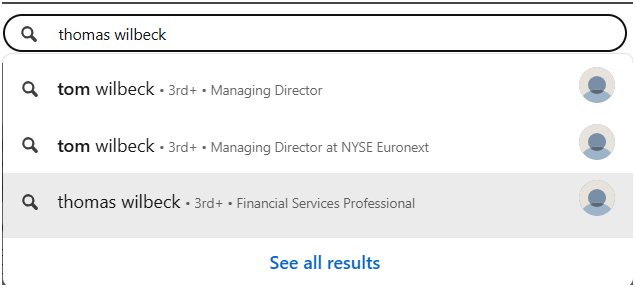 thomas wilbeck
tom wilbeck • 3rd+ • Managing Director
tom wilbeck • 3rd+ • Managing Director at NYSE Euronext
thomas wilbeck • 3rd+ • Financial Services Professional
See all results